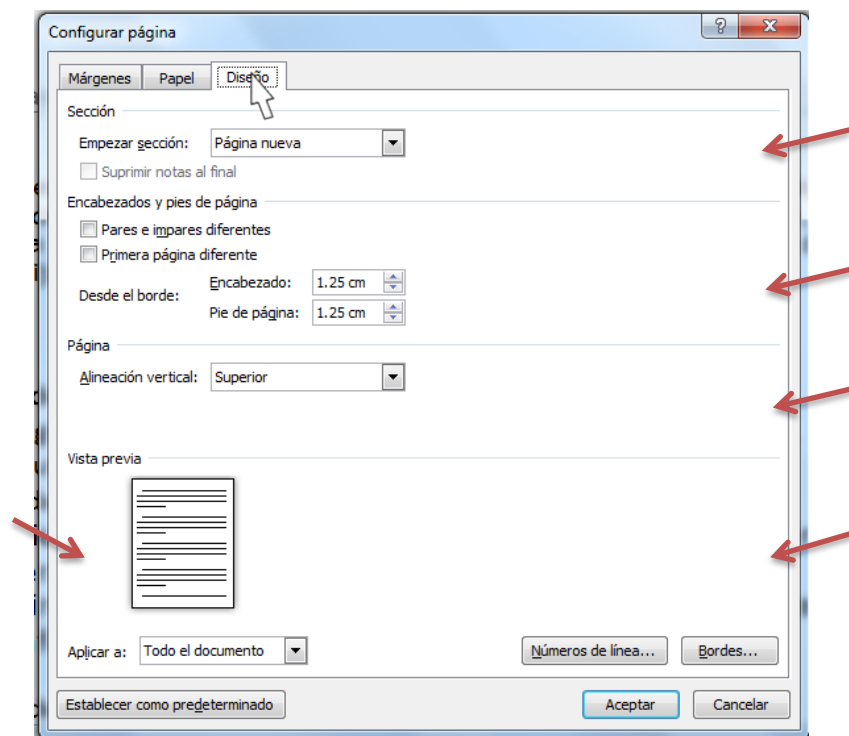 Configurar página
Márgenes Papel Diseño
Sección
Empezar sección: Página nueva
Suprimir notas al final
Encabezados y pies de página
Pares e impares diferentes
Primera página diferente
Desde el borde:
Encabezado: 1.25 cm
Pie de página: 1.25 cm
Página
Alineación vertical: Superior
Vista previa
Aplicar a: Todo el documento Números de línea... Bordes...
Establecer como predeterminado Aceptar Cancelar